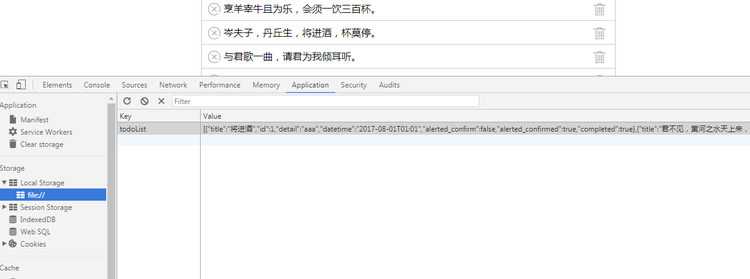 烹羊宰牛且为乐，会须一饮三百杯。
岑夫子，丹丘生，将进酒，杯莫停。
与君歌一曲，请君为我倾耳听。
Elements Console Sources Network Performance Memory Application Security Audits
Application
Manifest
Service Workers
Clear storage
Storage
Local Storage
file://
Session Storage
IndexedDB
Web SQL
Cookies
Cache
Filter
Key Value
todoList [{"title":"将进酒","id":1,"detail":"aaa","datetime":"2017-08-01T01:01","alerted_confirm":false,"alerted_confirmed":true,"completed":true},{"title":"君不见，黄河之水天上来，